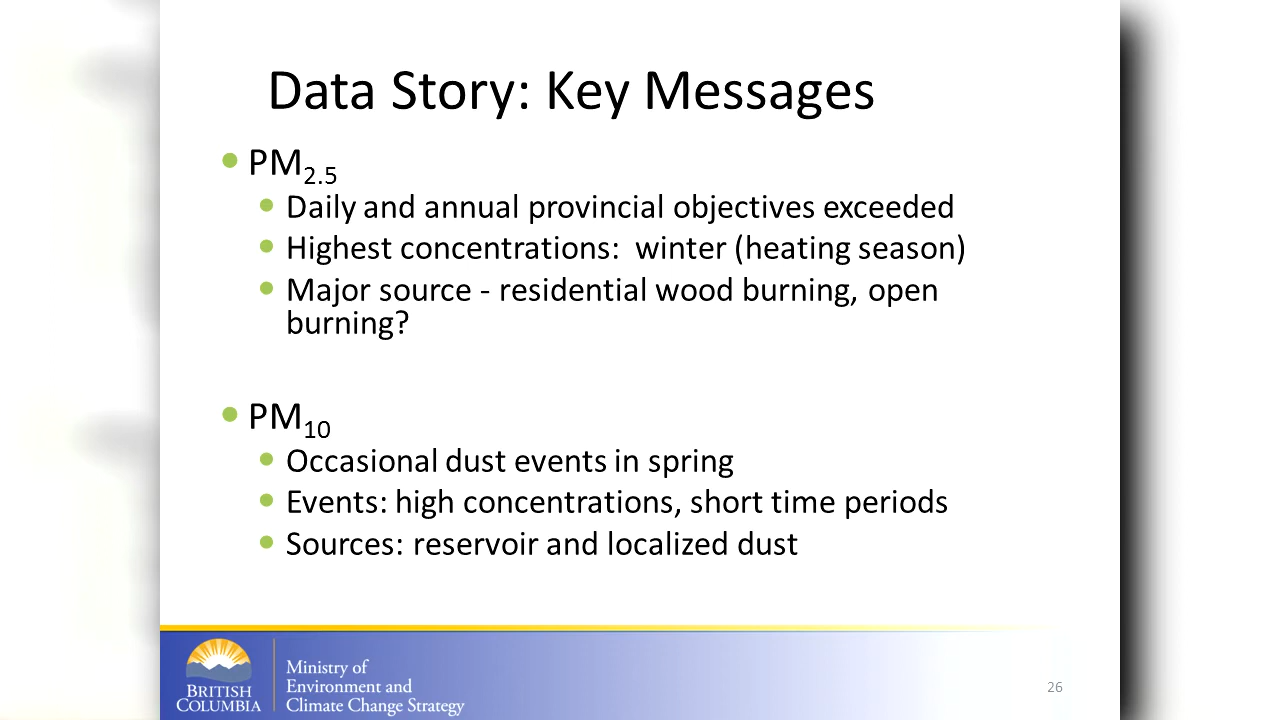 Data Story: Key Messages
• PM2.5
• Daily and annual provincial objectives exceeded
• Highest concentrations:  winter (heating season)
• Major source - residential wood burning, open
burning?
• PM10
• Occasional dust events in spring
• Events: high concentrations, short time periods
• Sources: reservoir and localized dust
BRITISH
COLUMBIA
Ministry of
Environment and
Climate Change Strategy
26